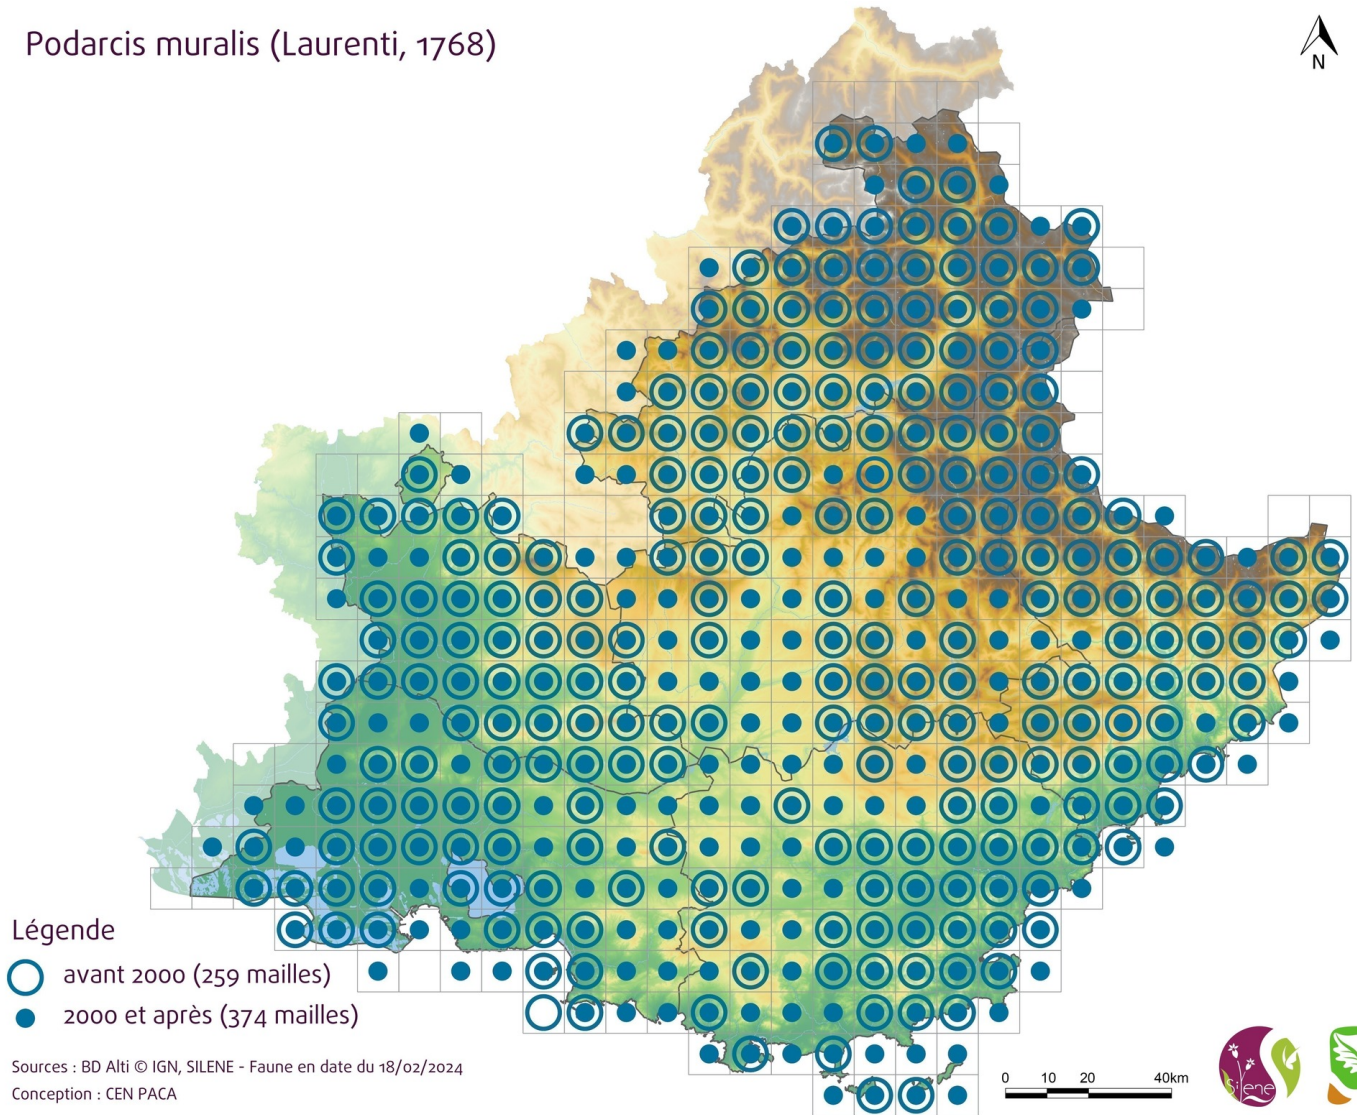 Podarcis muralis (Laurenti, 1768)
N
Légende
avant 2000 (259 mailles)
2000 et après (374 mailles)
Sources : BD Alti © IGN, SILENE - Faune en date du 18/02/2024
Conception : CEN PACA
0 10 20 40km
Silene